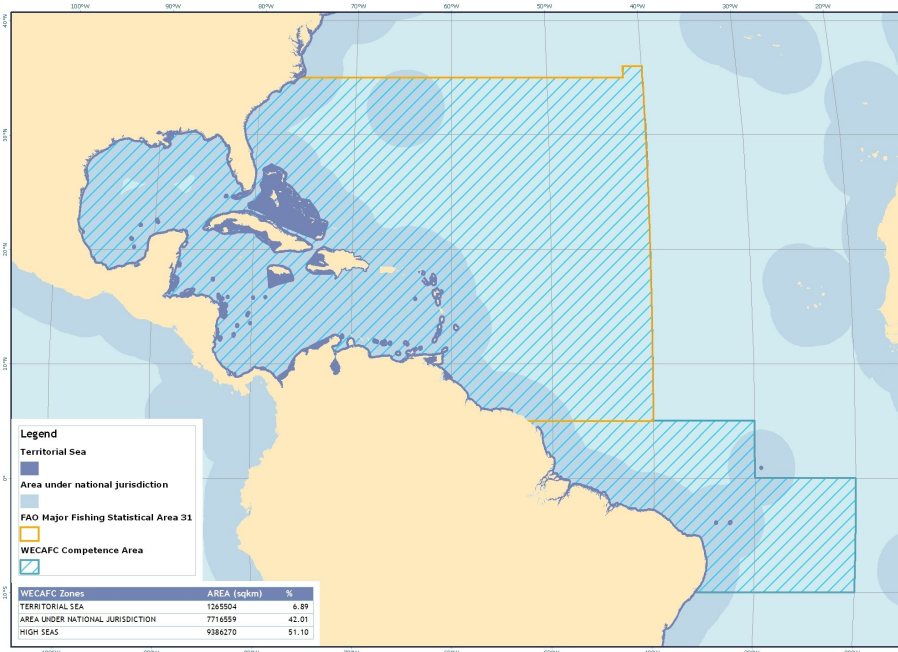 100°W 90°W 80°W 70°W 60°W 50°W 40°W 30°W 20°W
40°N
30°N
20°N
10°N
0°
10°S
Legend
Territorial Sea
Area under national jurisdiction
FAO Major Fishing Statistical Area 31
WECAFC Competence Area
WECAFC Zones AREA (sqkm) %
TERRITORIAL SEA 1265504 6.89
AREA UNDER NATIONAL JURISDICTION 7716559 42.01
HIGH SEAS 9386270 51.10